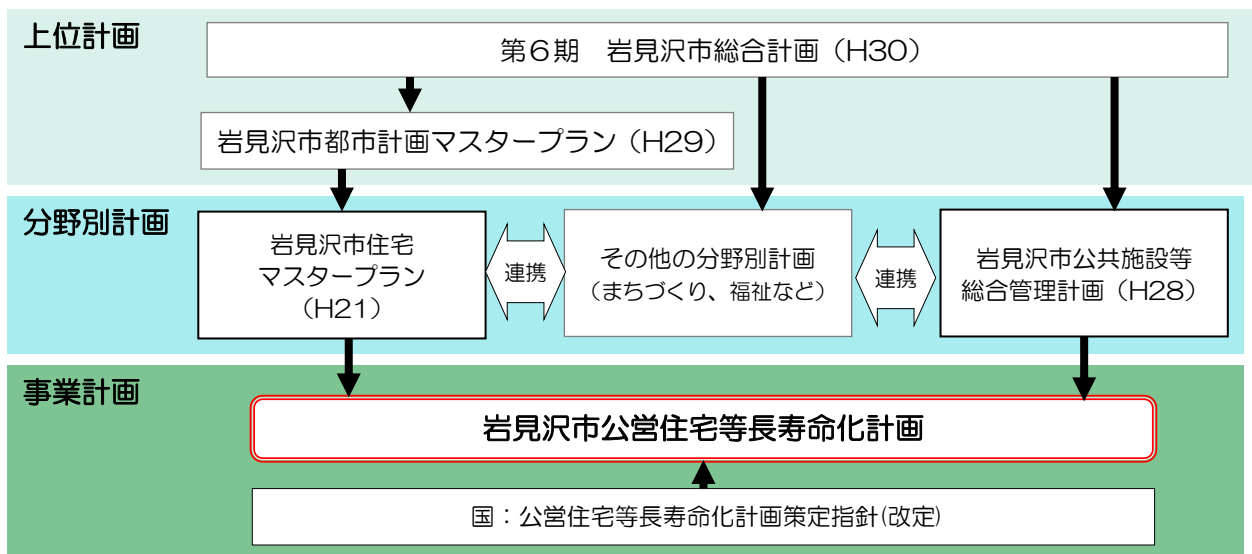 上位計画
第６期　岩見沢市総合計画（H30）
岩見沢市都市計画マスタープラン（H29）
分野別計画
岩見沢市住宅
マスタープラン
（H21）
連携
その他の分野別計画
（まちづくり、福祉など）
連携
岩見沢市公共施設等
総合管理計画（H28）
事業計画
岩見沢市公営住宅等長寿命化計画
国：公営住宅等長寿命化計画策定指針(改定)